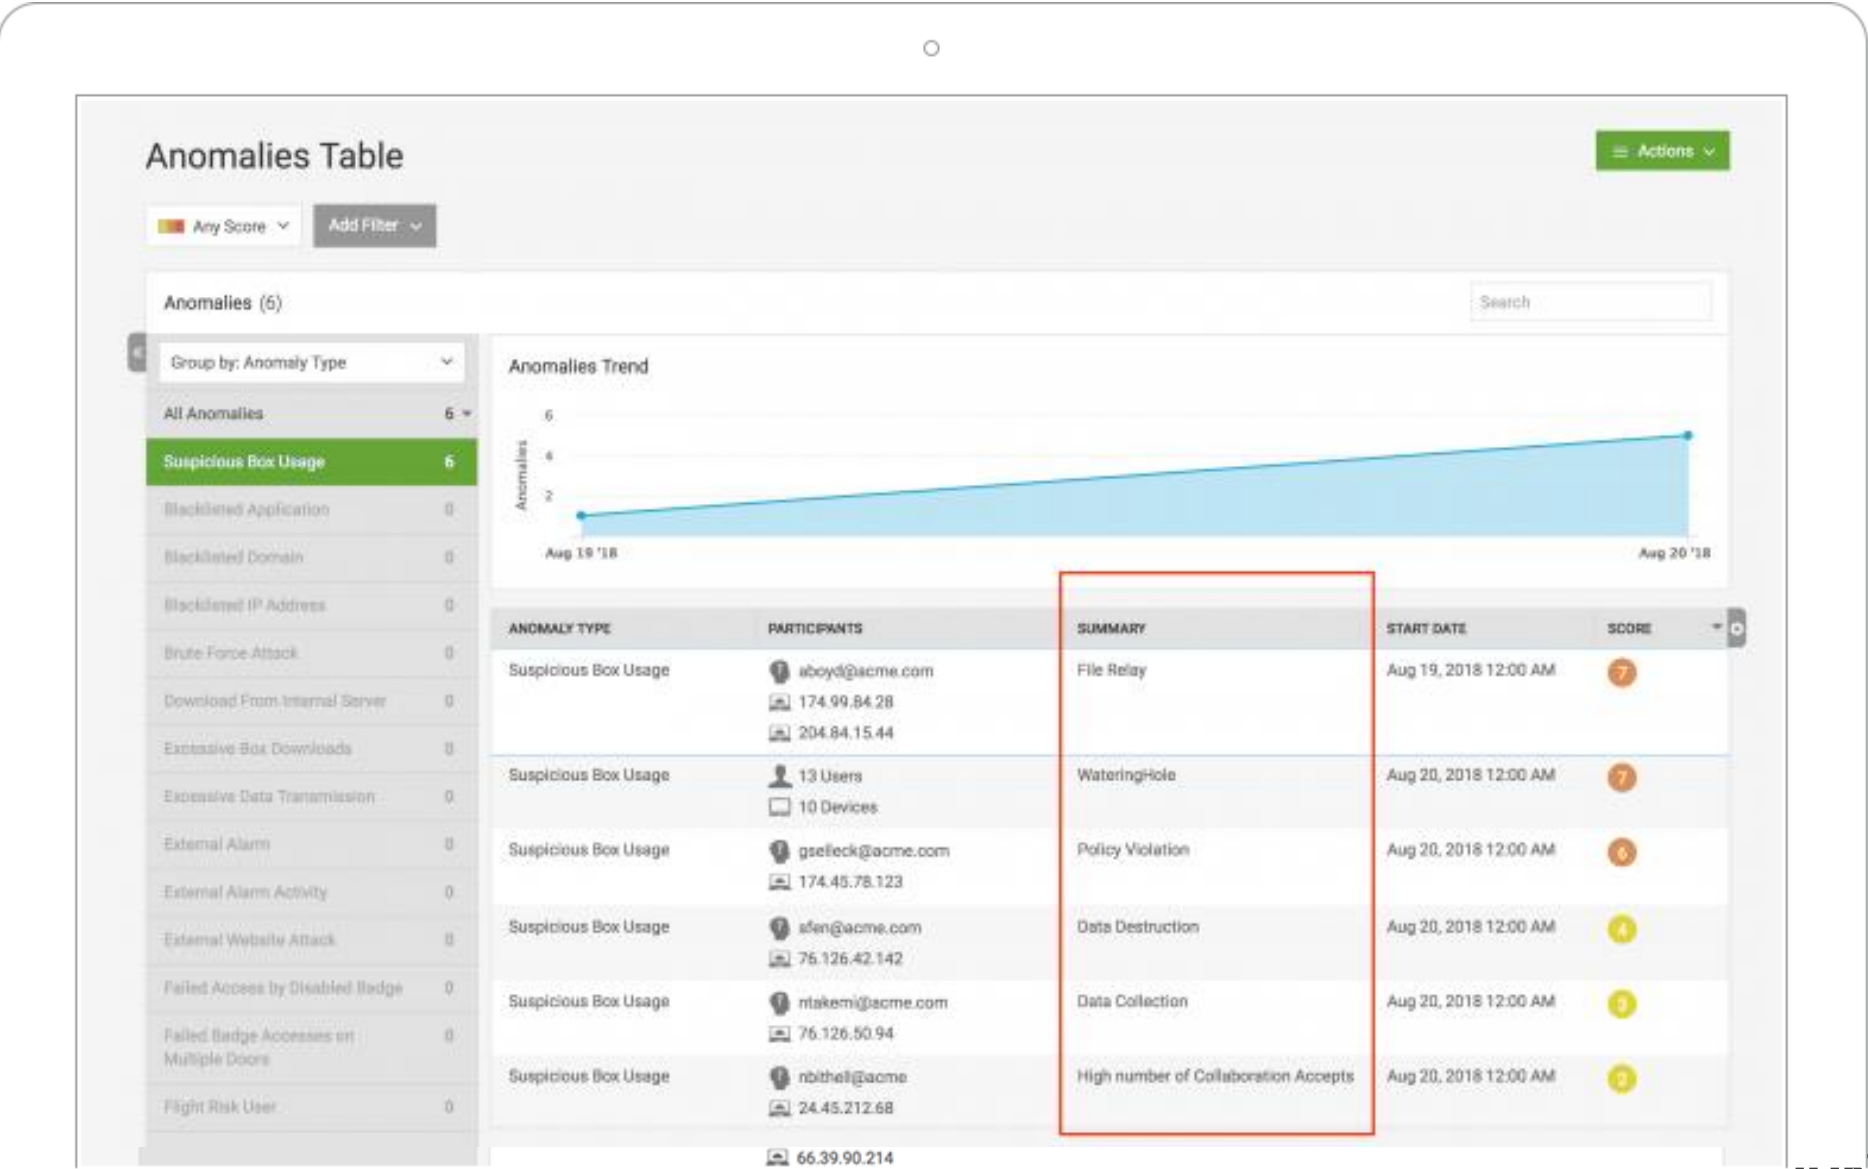 Anomalies Table
Actions
Any Score
Add Filter
Anomalies (6)
Search
Group by: Anomaly Type
All Anomalies 6
Suspicious Box Usage 6
Blacklisted Application 0
Blacklisted Domain 0
Blacklisted IP Address 0
Brute Force Attack 0
Download From Internal Server 0
Excessive Box Downloads 0
Excessive Data Transmission 0
External Alarm 0
External Alarm Activity 0
External Website Attack 0
Failed Access by Disabled Badge 0
Failed Badge Accesses on 0
Multiple Doors
Flight Risk User 0
Anomalies Trend
Anomalies
6
4
2
Aug 19 '18 Aug 20 '18
ANOMALY TYPE PARTICIPANTS SUMMARY START DATE SCORE
Suspicious Box Usage aboyd@acme.com File Relay Aug 19, 2018 12:00 AM 7
174.99.84.28
204.84.15.44
Suspicious Box Usage 13 Users WateringHole Aug 20, 2018 12:00 AM 7
10 Devices
Suspicious Box Usage gselleck@acme.com Policy Violation Aug 20, 2018 12:00 AM 6
174.45.78.123
Suspicious Box Usage Data Destruction Aug 20, 2018 12:00 AM 4
76.126.42.142
Suspicious Box Usage ntakemi@acme.com Data Collection Aug 20, 2018 12:00 AM 3
76.126.50.94
Suspicious Box Usage nbithell@acme High number of Collaboration Accepts Aug 20, 2018 12:00 AM
24.45.212.68
66.39.90.214